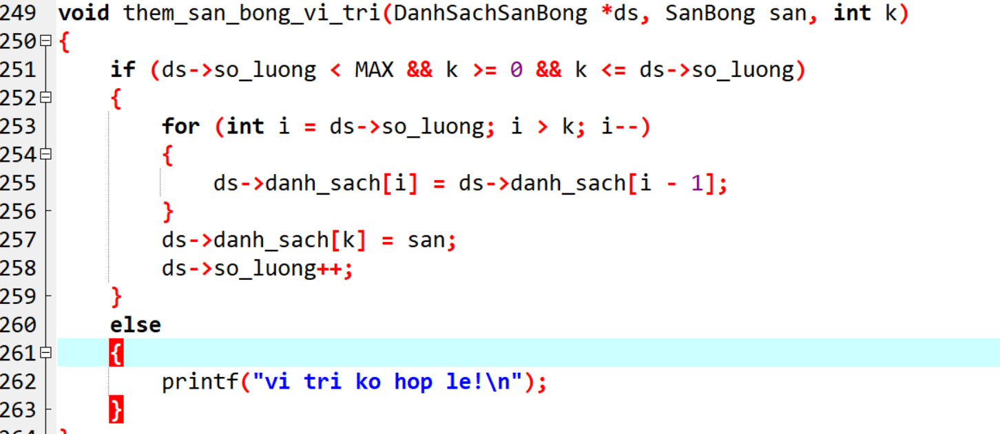 249 void them_san_bong_vi_tri(DanhSachSanBong *ds, SanBong san, int k)
250 {
251 if (ds->so_luong < MAX && k >= 0 && k <= ds->so_luong)
252 {
253 for (int i = ds->so_luong; i > k; i--)
254 {
255 ds->danh_sach[i] = ds->danh_sach[i - 1];
256 }
257 ds->danh_sach[k] = san;
258 ds->so_luong++;
259 }
260 else
261 {
262 printf("vi tri ko hop le!\n");
263 }
264 }